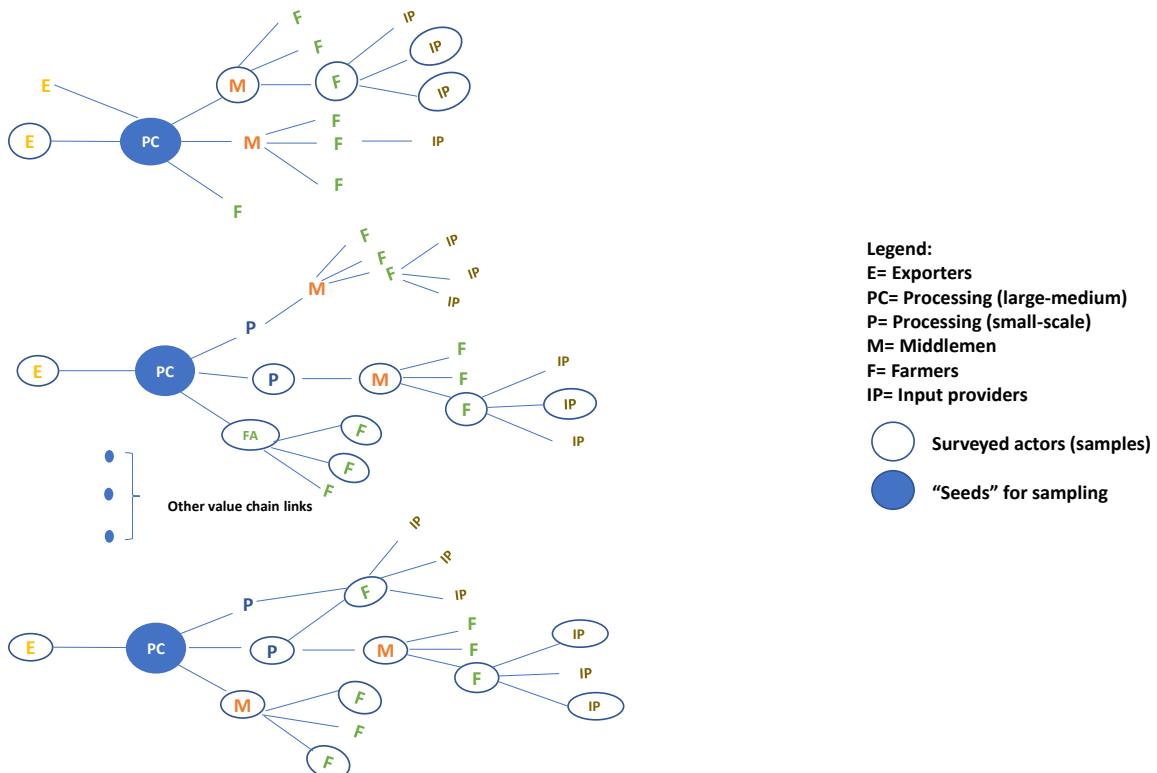 F
IP
F
IP
E
M
F
IP
F
E
PC
M
F
IP
F
F
F
F
IP
F
F
IP
M
IP
P
F
IP
E
PC
P
M
F
F
IP
FA
F
IP
F
F
Other value chain links
IP
IP
F
IP
P
F
IP
E
PC
P
M
F
F
IP
F
M
F
IP
F
F
Legend:
E= Exporters
PC= Processing (large-medium)
P= Processing (small-scale)
M= Middlemen
F= Farmers
IP= Input providers
Surveyed actors (samples)
“Seeds” for sampling